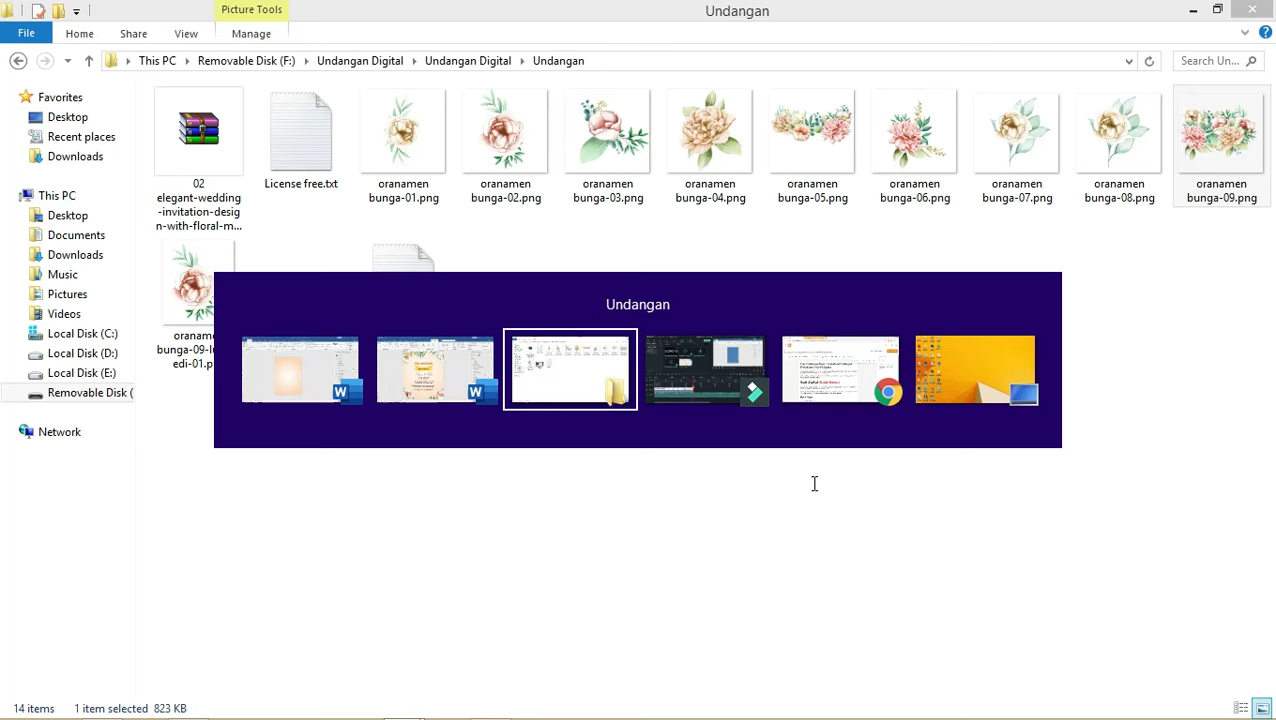 Picture Tools
Undangan
File
Home
Share
View
Manage
This PC
Removable Disk (F:)
Undangan Digital
Undangan Digital
Undangan
Search Un...
Favorites
Desktop
Recent places
Downloads
This PC
Desktop
Documents
Downloads
Music
Pictures
Videos
Local Disk (C:)
Local Disk (D:)
Local Disk (E:)
Removable Disk (
Network
02
elegant-wedding
-invitation-desig
n-with-floral-m...
License free.txt
oranamen
bunga-01.png
oranamen
bunga-02.png
oranamen
bunga-03.png
oranamen
bunga-04.png
oranamen
bunga-05.png
oranamen
bunga-06.png
oranamen
bunga-07.png
oranamen
bunga-08.png
oranamen
bunga-09.png
oranam
bunga-09-l
edi-01.p
Undangan
W
W
14 items
1 item selected 823 KB